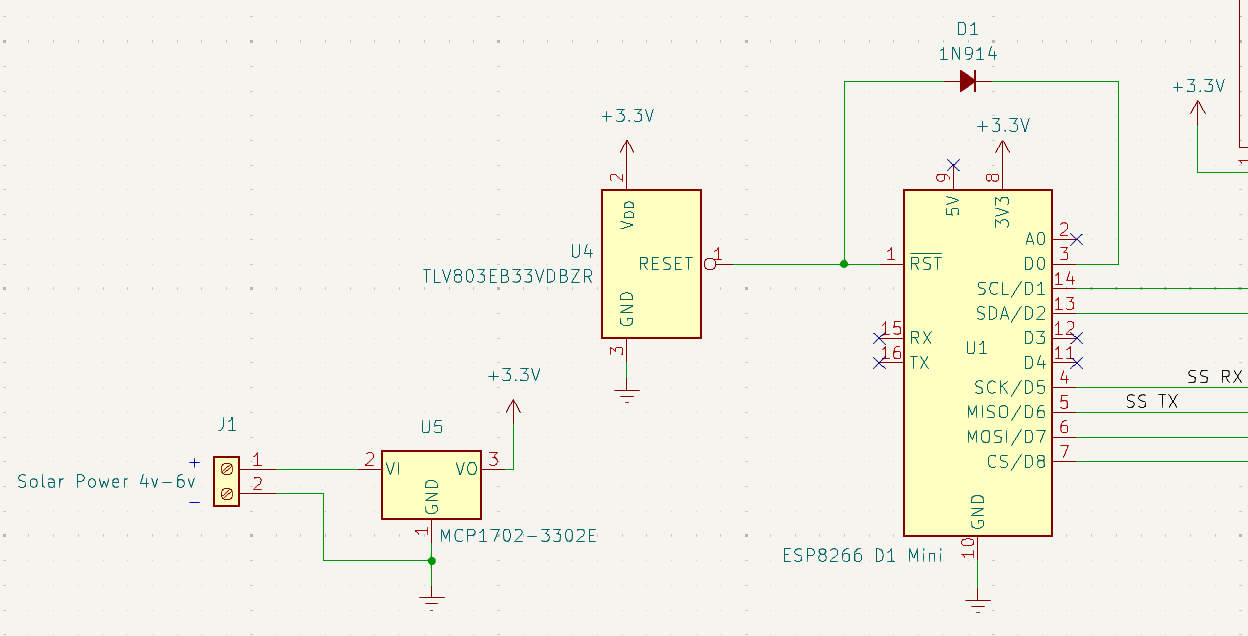 D1
1N914
+3.3V
+3.3V
+3.3V
1
2
VDD
U4
TLV803EB33VDBZR
RESET
1
GND
3
9
8
5V
3V3
A0
2
1
RST
D0
3
SCL/D1
14
SDA/D2
13
15
RX
D3
12
U1
16
TX
D4
11
SCK/D5
4
SS RX
MISO/D6
5
SS TX
MOSI/D7
6
CS/D8
7
GND
10
ESP8266 D1 Mini
+3.3V
J1
U5
+
1
2
VI
VO
3
Solar Power 4v-6v
2
GND
−
1
MCP1702-3302E